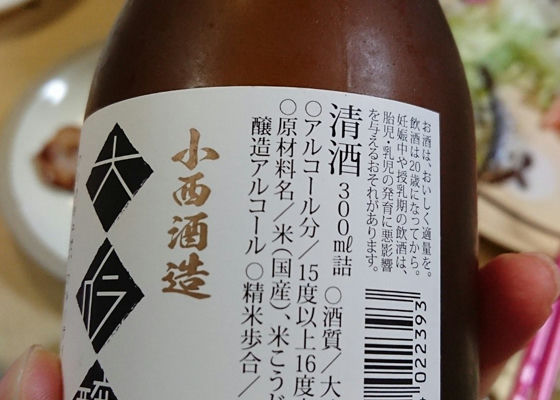 お酒は、おいしく適量を。
飲酒は20歳になってから。
妊娠中や授乳期の飲酒は、
胎児・乳児の発育に悪影響
を与えるおそれがあります。
清酒 300ml詰 ○酒質/大
○アルコール分/15度以上16度
○原材料名/米(国産)、米こうじ
醸造アルコール ○精米歩合/
小西酒造
大吟醸
022393